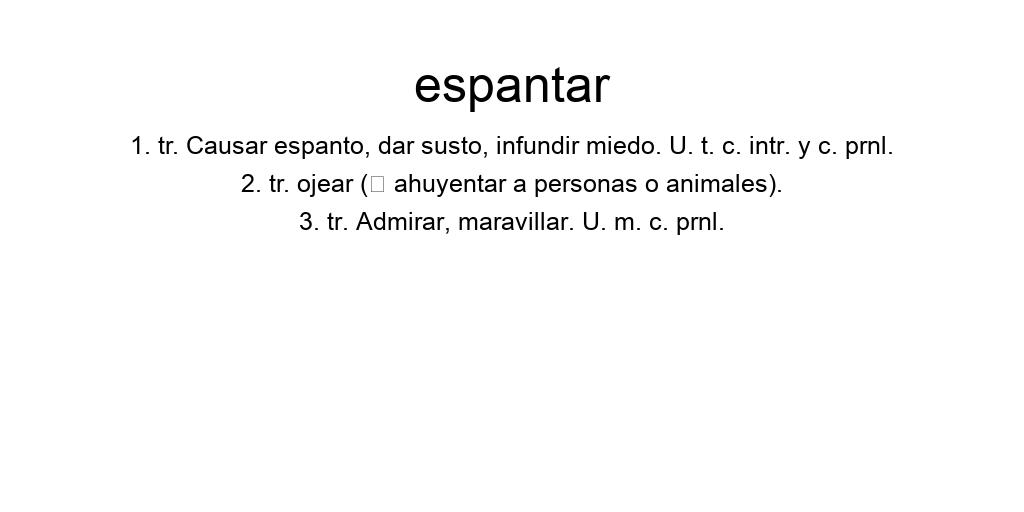 espantar
1. tr. Causar espanto, dar susto, infundir miedo. U. t. c. intr. y c. prnl.
2. tr. ojear (□ ahuyentar a personas o animales).
3. tr. Admirar, maravillar. U. m. c. prnl.